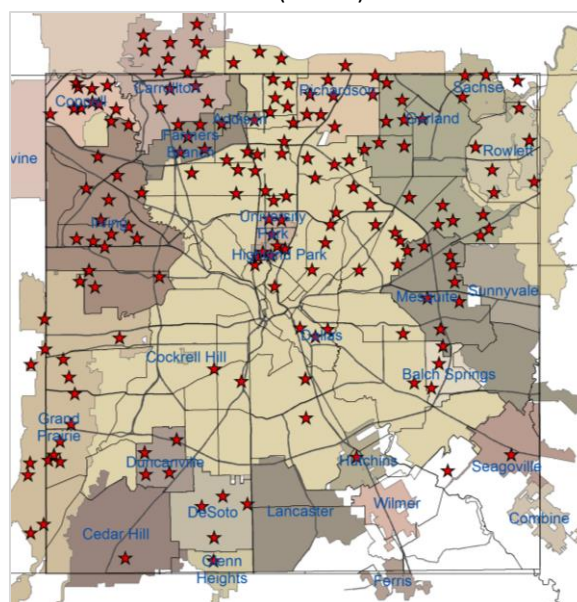 Coppell
Carrollton
Addison
Richardson
Sachse
Farmers
Branch
Garland
Rowlett
vine
Irving
University
Park
Highland Park
Mesquite
Sunnyvale
Dallas
Cockrell Hill
Balch Springs
Grand
Prairie
Duncanville
Hutchins
Seagoville
DeSoto
Lancaster
Wilmer
Combine
Cedar Hill
Glenn
Heights
Ferris